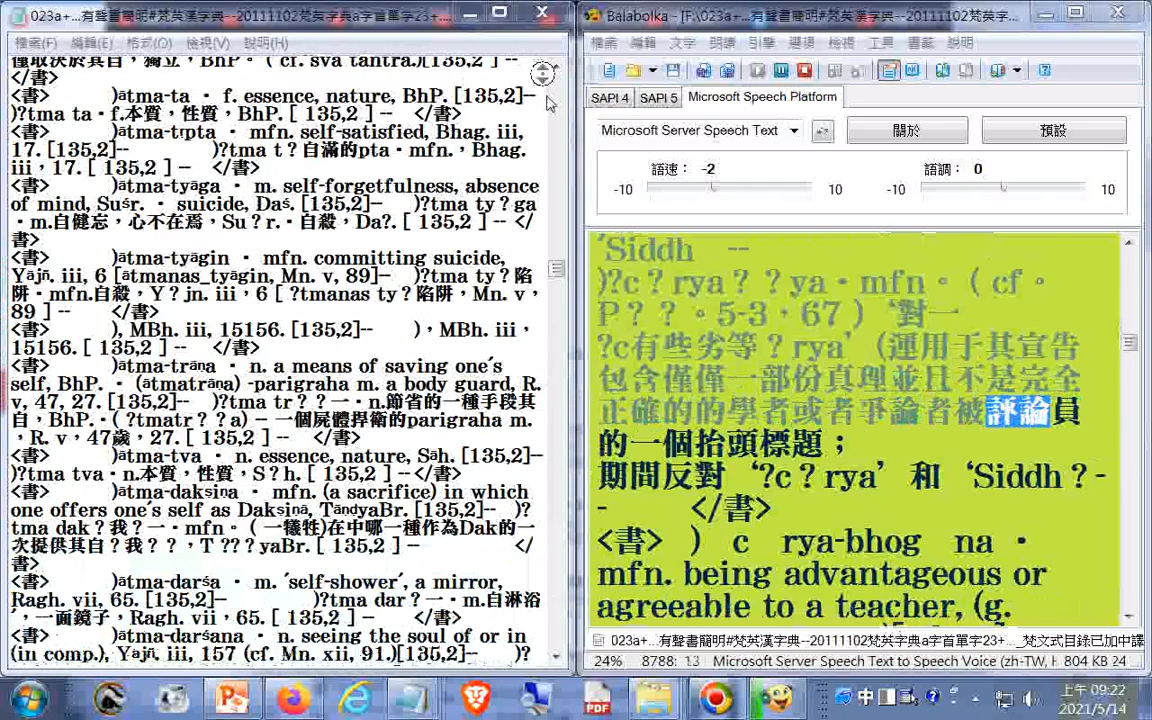 有聲書簡明#梵英漢字典--20111102梵英字典a字首單字23+...
檔案(F) 編輯(E) 格式(O) 檢視(V) 說明(H)
僅取決於其自，獨立，BhP。( cf. sva tantra.)[135,2]
</書>
<書> )ātma-ta · f. essence, nature, BhP. [135,2]--
)?tma ta · f.本質，性質，BhP. [ 135,2 ] -- </書>
<書> )ātma-tṛpta · mfn. self-satisfied, Bhag. iii,
17. [135,2]-- )?tma t？自滿的pta · mfn.，Bhag.
iii，17. [ 135,2 ] -- </書>
<書> )ātma-tyāga · m. self-forgetfulness, absence
of mind, Suśr. · suicide, Daś. [135,2]-- )?tma ty？ga
· m.自健忘，心不在焉，Su？r. · 自殺，Da?. [ 135,2 ] -- </
書>
<書> )ātma-tyāgin · mfn. committing suicide,
Yājñ. iii, 6 [ātmanas_tyāgin, Mn. v, 89]-- )?tma ty？陷
阱 · mfn.自殺，Y？jn. iii，6 [ ?tmanas ty？陷阱，Mn. v，
89 ] -- </書>
<書> ), MBh. iii, 15156. [135,2]-- )，MBh. iii，
15156. [ 135,2 ] -- </書>
<書> )ātma-trāṇa · n. a means of saving one's
self, BhP. · (ātmatrāṇa) -parigraha m. a body guard, R.
v, 47, 27. [135,2]-- )?tma tr？？一 · n.節省的一種手段其
自，BhP. · (?tmatr？？a) — 一個屍體捍衛的parigraha m.
，R. v，47歲，27. [ 135,2 ] -- </書>
<書> )ātma-tva · n. essence, nature, Sāh. [135,2]--
)?tma tva · n.本質，性質，S？h. [ 135,2 ] -- </書>
<書> )ātma-dakṣiṇa · mfn. (a sacrifice) in which
one offers one's self as Dakṣiṇā, TāṇḍyaBr. [135,2]-- )?
tma dak？我？一 · mfn。( 一犧牲)在中哪一種作為Dak的一
次提供其自？我？？，T ???yaBr. [ 135,2 ] -- </
書>
<書> )ātma-darśa · m. 'self-shower', a mirror,
Ragh. vii, 65. [135,2]-- )?tma dar？一 · m.自淋浴
'，一面鏡子，Ragh. vii，65. [ 135,2 ] -- </書>
<書> )ātma-darśana · n. seeing the soul of or in
(in comp.), Yājñ. iii, 157 (cf. Mn. xii, 91.)[135,2]-- )?
Balabolka - [F:\023a+...有聲書簡明#梵英漢字典--20111102梵英字...
檔案 編輯 文字 朗讀 引擎 選項 檢視 工具 書籤 說明
SAPI 4 SAPI 5 Microsoft Speech Platform
Microsoft Server Speech Text 關於 預設
語速： -2 語調： 0
-10 10 -10 10
'Siddh --
)?c？rya？？ya · mfn。( cf。
P？？。5-3，67 ) '對一
?c有些劣等？rya' (運用于其宣告
包含僅僅一部份真理並且不是完全
正確的的學者或者爭論者被評論員
的一個抬頭標題；
期間反對 '?c？rya' 和 'Siddh？-
- </書>
<書> ) c rya-bhog na ·
mfn. being advantageous or
agreeable to a teacher, (g.
023a+...有聲書簡明#梵英漢字典--20111102梵英字典a字首單字23+..._梵文式目錄已加中譯
24% 8788: 13 Microsoft Server Speech Text to Speech Voice (zh-TW, H 804 KB 24
中
上午 09:22
2021/5/14